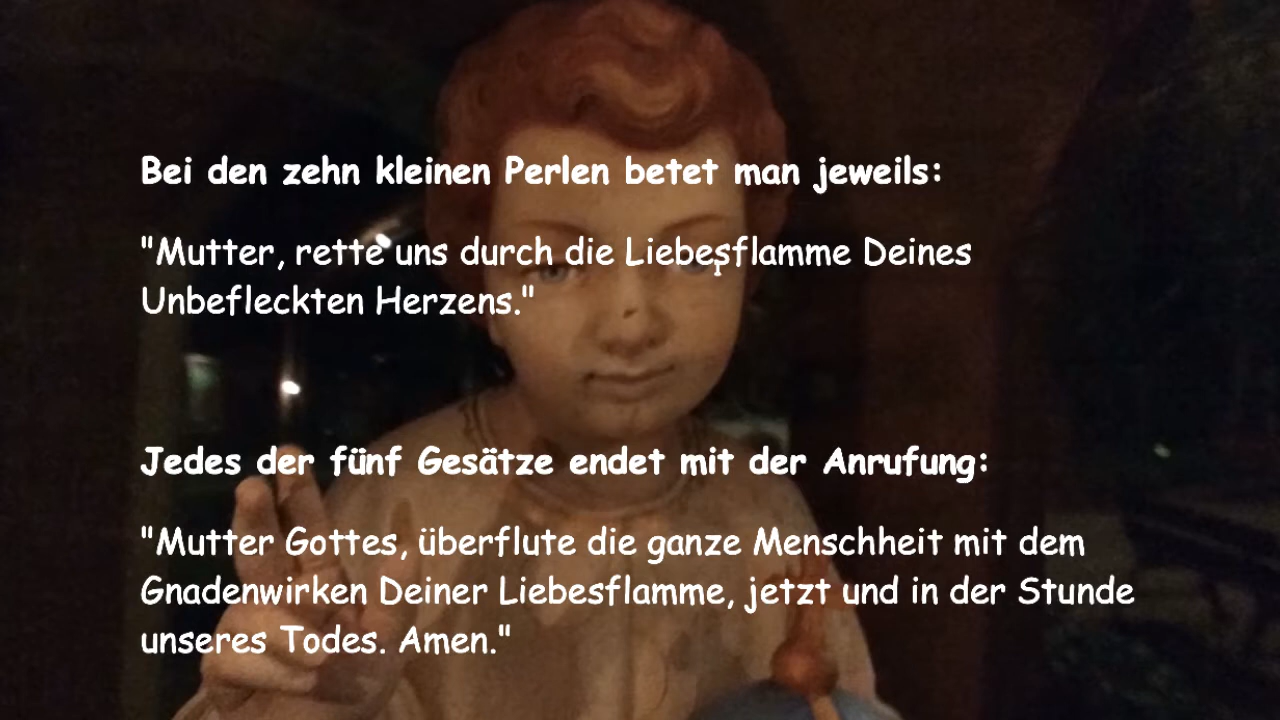 Bei den zehn kleinen Perlen betet man jeweils:
"Mutter, rette uns durch die Liebesflamme Deines
Unbefleckten Herzens."
Jedes der fünf Gesätze endet mit der Anrufung:
"Mutter Gottes, überflute die ganze Menschheit mit dem
Gnadenwirken Deiner Liebesflamme, jetzt und in der Stunde
unseres Todes. Amen."